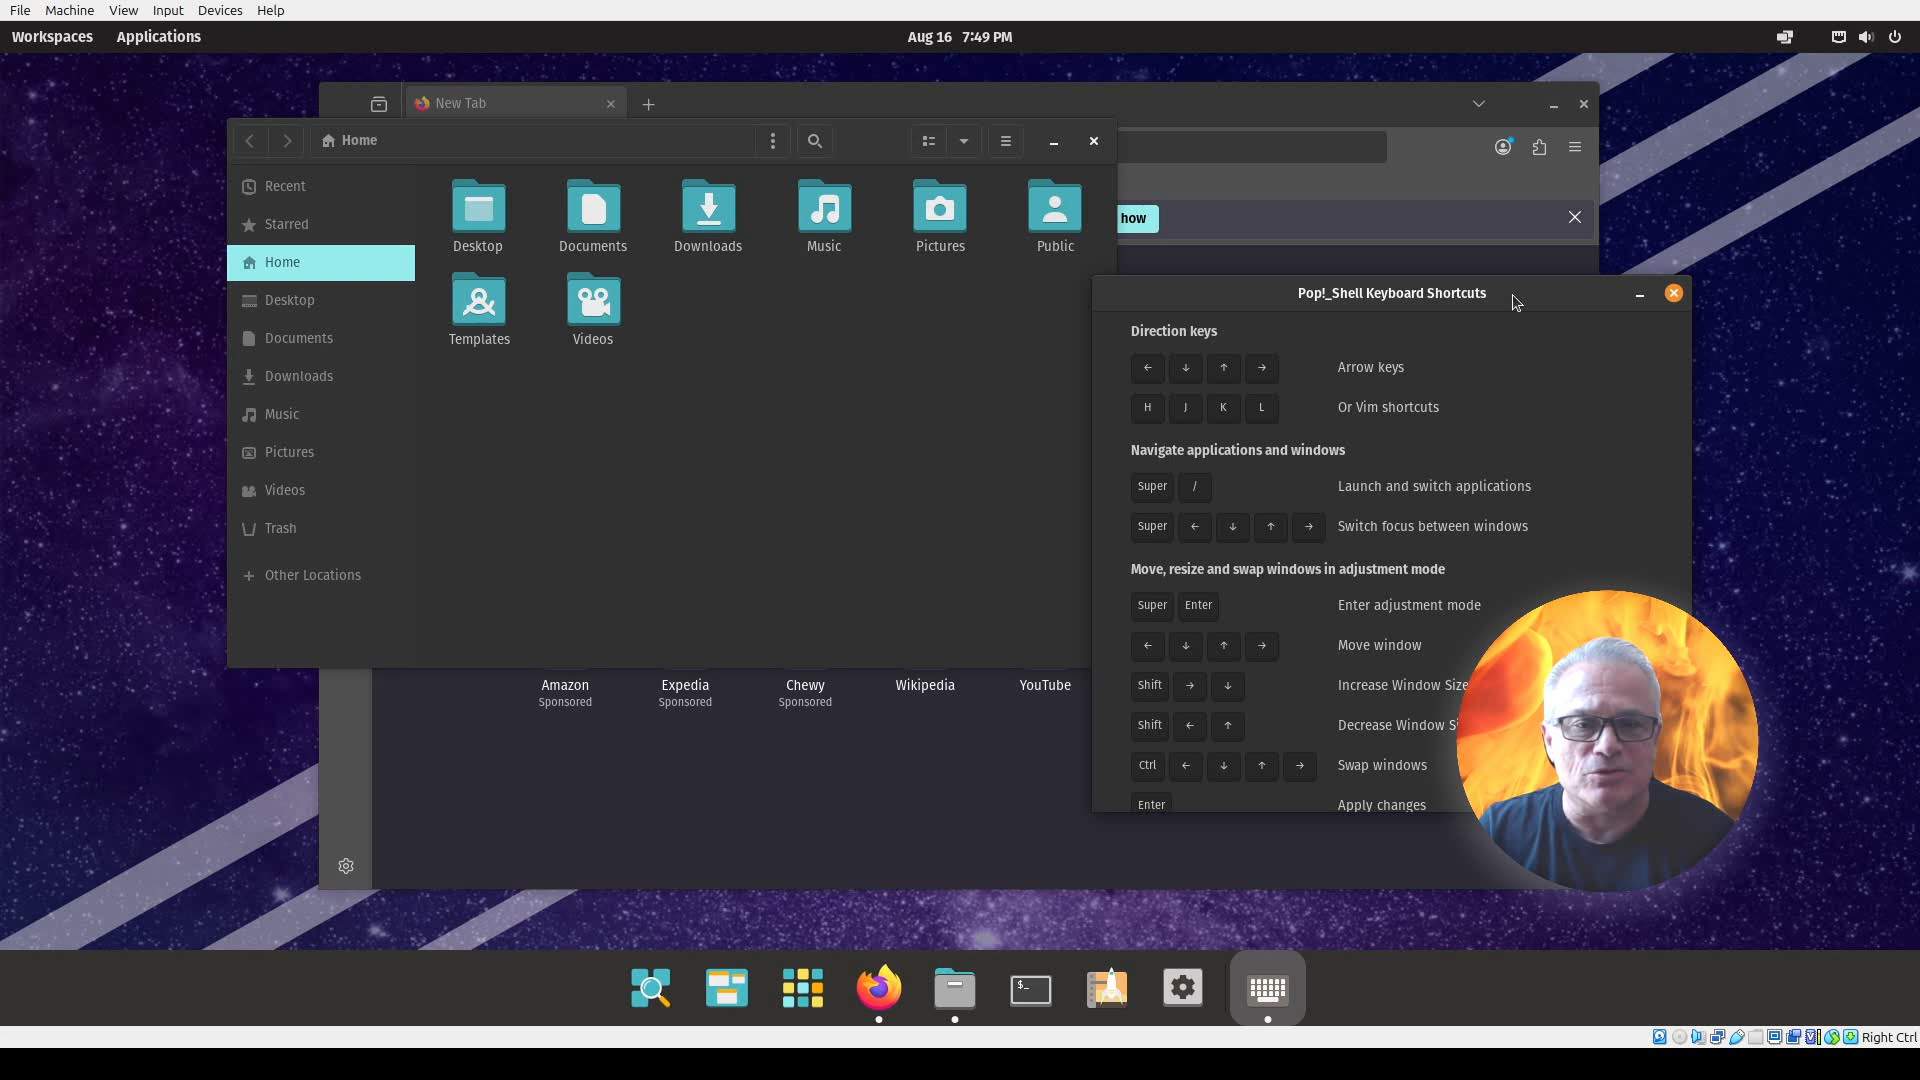 File Machine View Input Devices Help
Workspaces Applications Aug 16 7:49 PM
New Tab
Home
how
Recent
Starred
Home
Desktop
Documents
Downloads
Music
Pictures
Videos
Trash
Other Locations
Desktop Documents Downloads Music Pictures Public
Templates Videos
Pop!_Shell Keyboard Shortcuts
Direction keys
← ↓ ↑ → Arrow keys
H J K L Or Vim shortcuts
Navigate applications and windows
Super / Launch and switch applications
Super ← ↓ ↑ → Switch focus between windows
Move, resize and swap windows in adjustment mode
Super Enter Enter adjustment mode
← ↓ ↑ → Move window
Shift → ↓ Increase Window Size
Shift ← ↑ Decrease Window Si
Ctrl ← ↓ ↑ → Swap windows
Enter Apply changes
Amazon Expedia Chewy Wikipedia YouTube
Sponsored Sponsored Sponsored
$_
Right Ctrl